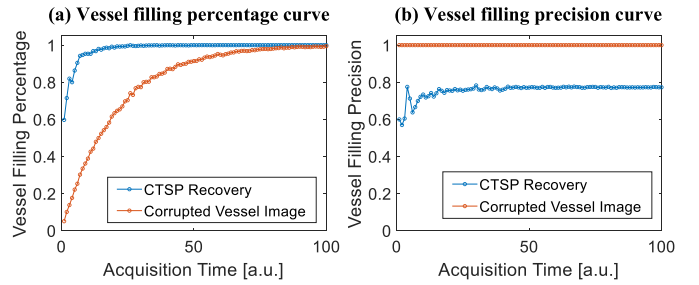 (a) Vessel filling percentage curve
Vessel Filling Percentage
1
0.8
0.6
0.4
0.2
0
CTSP Recovery
Corrupted Vessel Image
0
50
100
Acquisition Time [a.u.]
(b) Vessel filling precision curve
Vessel Filling Precision
1
0.8
0.6
0.4
0.2
0
CTSP Recovery
Corrupted Vessel Image
0
50
100
Acquisition Time [a.u.]